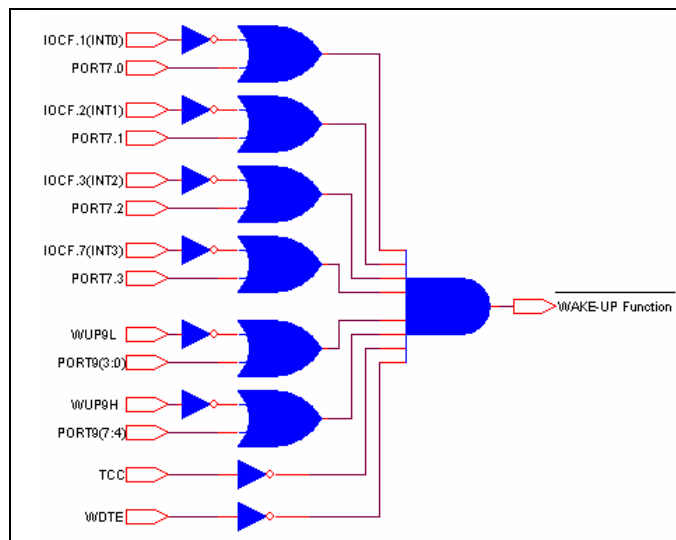 IOCF.1(INT0)
PORT7.0
IOCF.2(INT1)
PORT7.1
IOCF.3(INT2)
PORT7.2
IOCF.7(INT3)
PORT7.3
WUP9L
PORT9(3:0)
WUP9H
PORT9(7:4)
TCC
WDTE
WAKE-UP Function